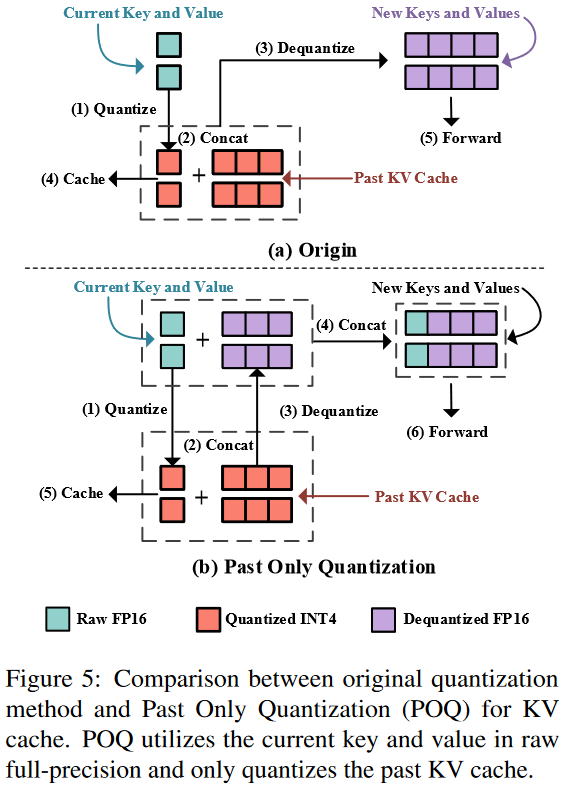 Current Key and Value
New Keys and Values
(3) Dequantize
(1) Quantize
(2) Concat
(5) Forward
(4) Cache
+
Past KV Cache
(a) Origin
Current Key and Value
New Keys and Values
+
(4) Concat
(1) Quantize
(3) Dequantize
(6) Forward
(2) Concat
(5) Cache
+
Past KV Cache
(b) Past Only Quantization
Raw FP16
Quantized INT4
Dequantized FP16
Figure 5: Comparison between original quantization
method and Past Only Quantization (POQ) for KV
cache. POQ utilizes the current key and value in raw
full-precision and only quantizes the past KV cache.